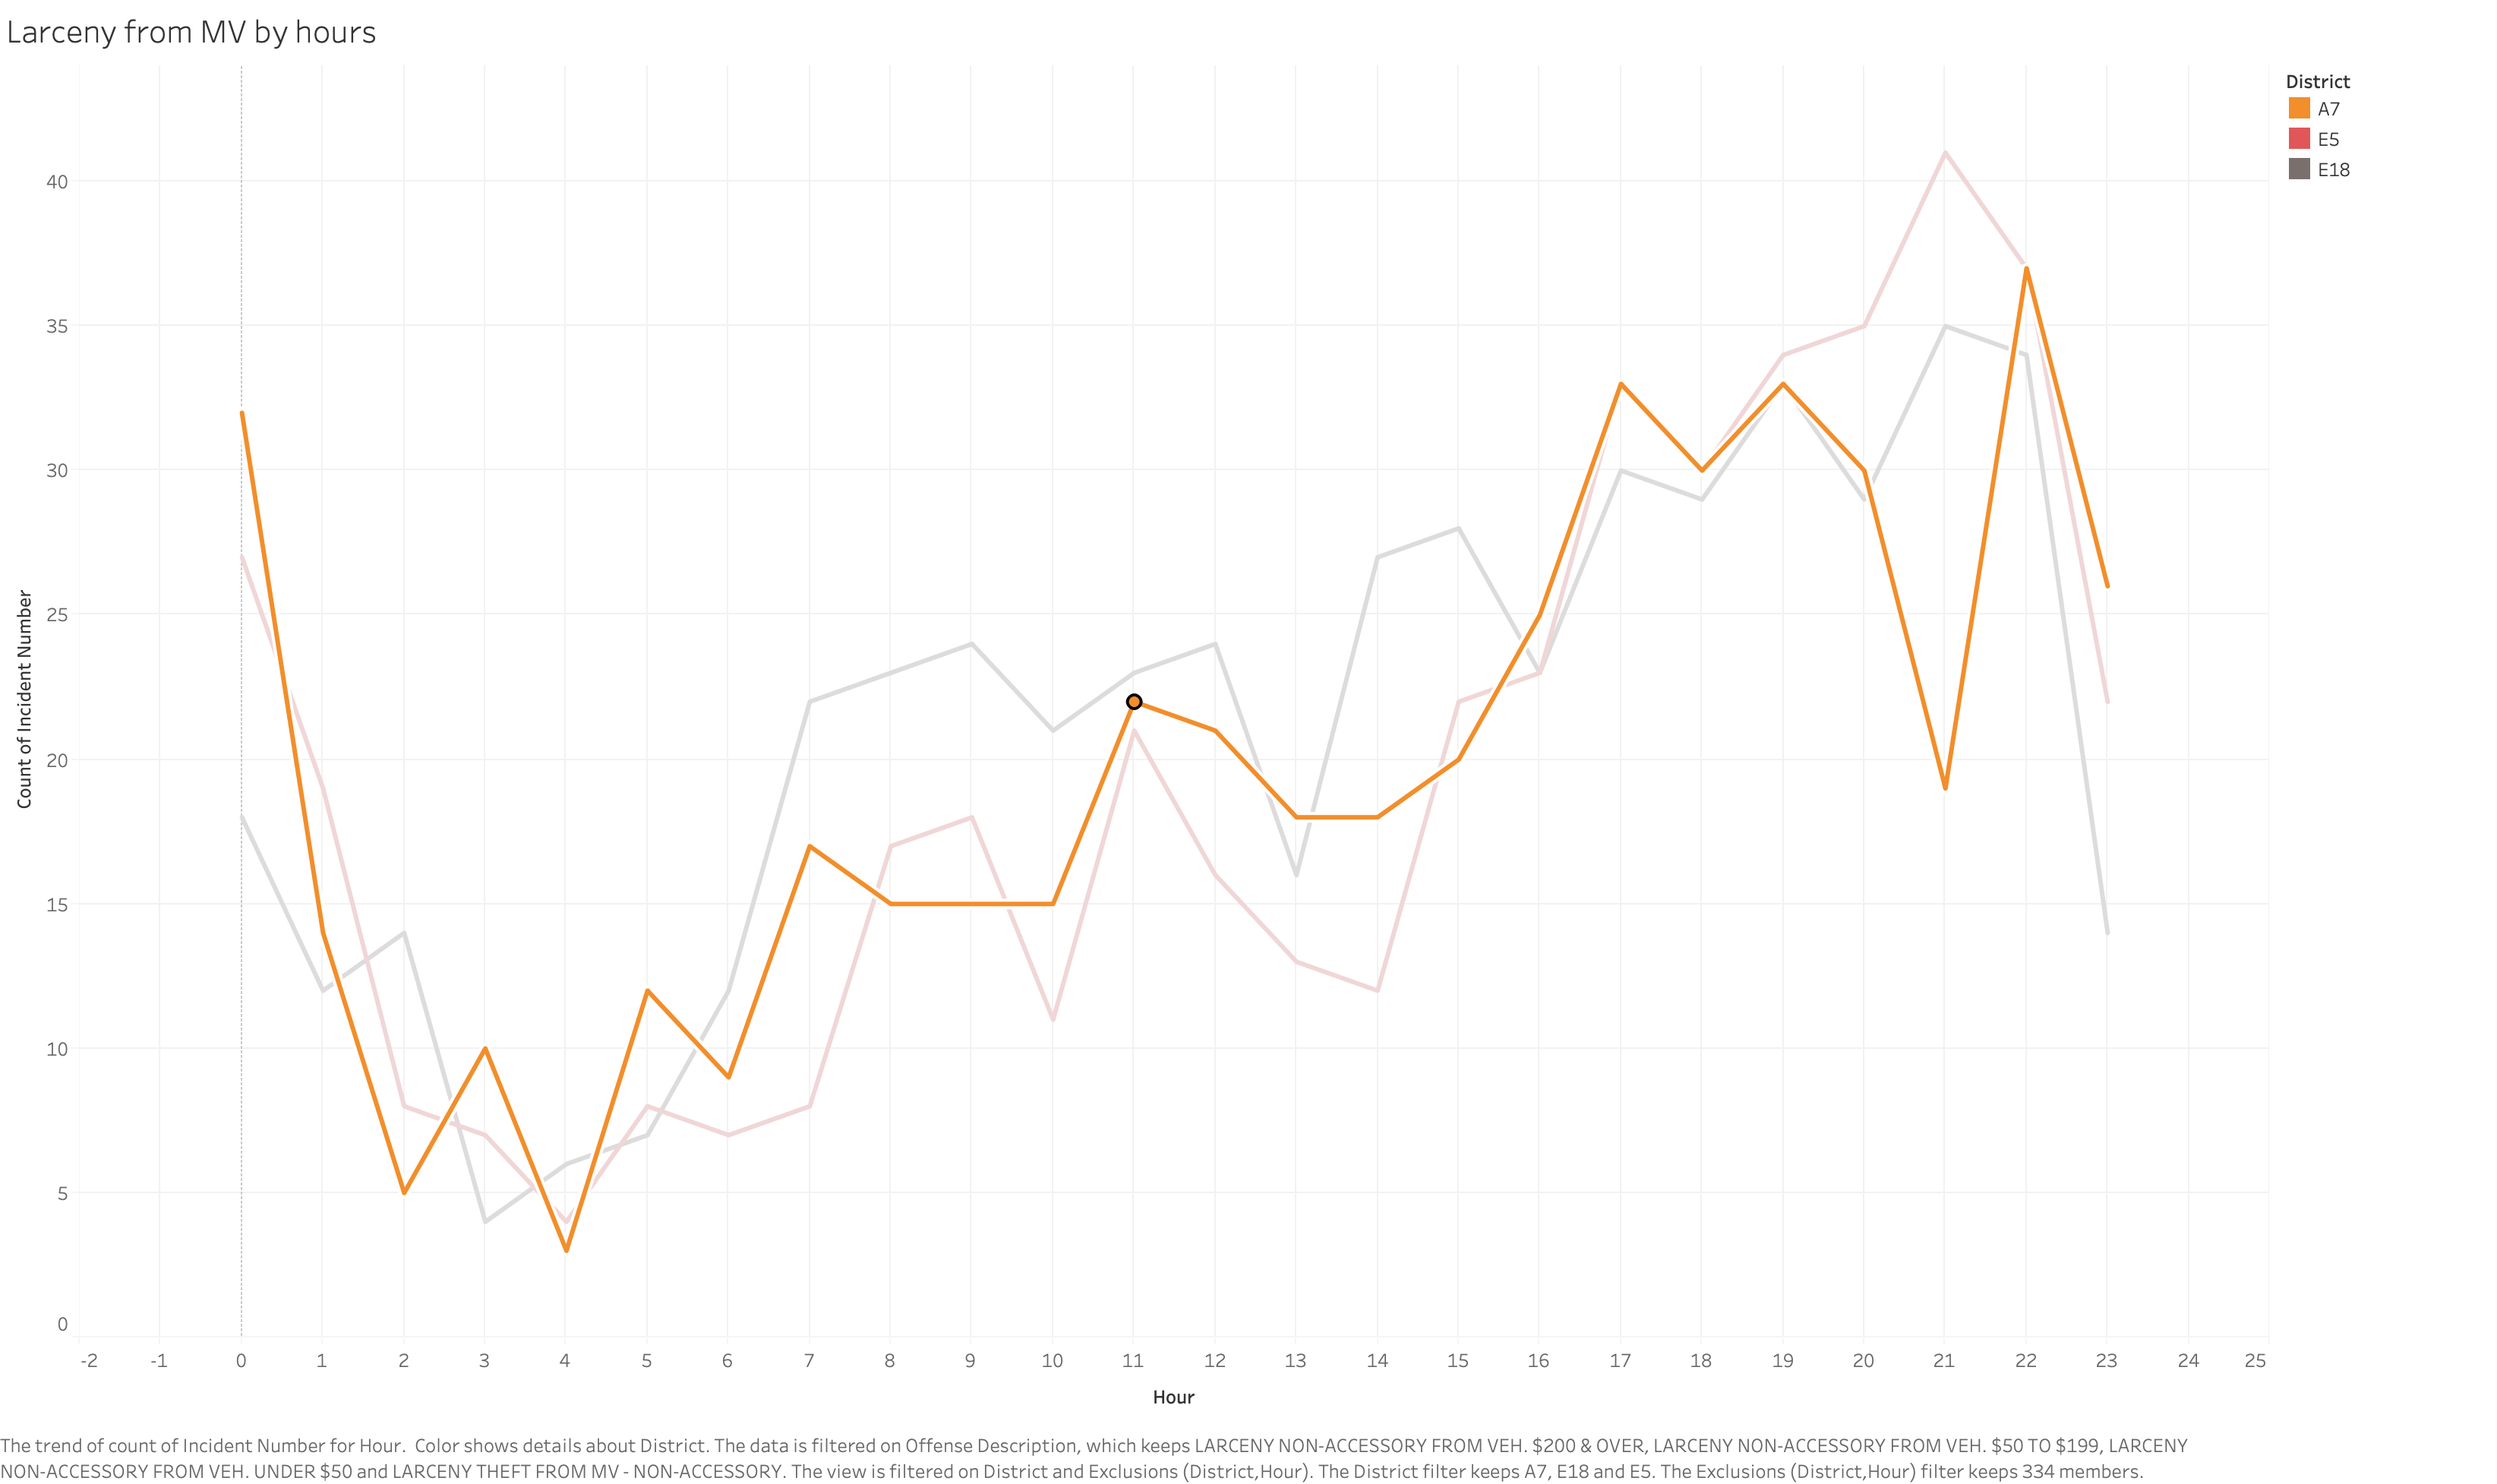 Larceny from MV by hours
District
A7
E5
E18
40
35
30
25
20
15
10
5
0
Count of Incident Number
-2 -1 0 1 2 3 4 5 6 7 8 9 10 11 12 13 14 15 16 17 18 19 20 21 22 23 24 25
Hour
The trend of count of Incident Number for Hour.  Color shows details about District. The data is filtered on Offense Description, which keeps LARCENY NON-ACCESSORY FROM VEH. $200 & OVER, LARCENY NON-ACCESSORY FROM VEH. $50 TO $199, LARCENY
NON-ACCESSORY FROM VEH. UNDER $50 and LARCENY THEFT FROM MV - NON-ACCESSORY. The view is filtered on District and Exclusions (District,Hour). The District filter keeps A7, E18 and E5. The Exclusions (District,Hour) filter keeps 334 members.